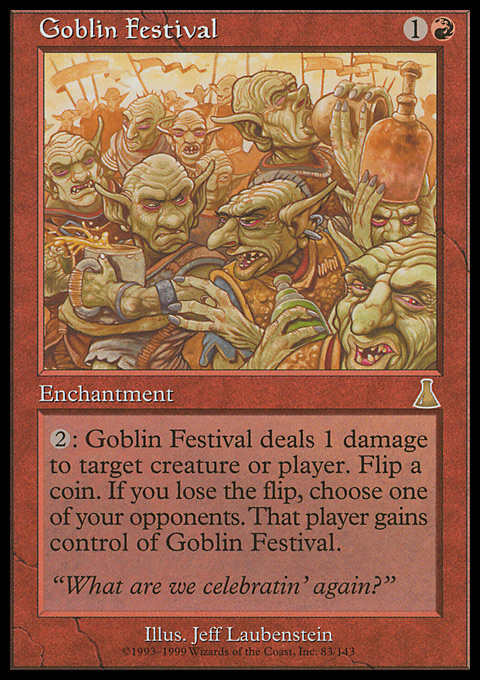 Goblin Festival 1
Enchantment
2: Goblin Festival deals 1 damage
to target creature or player. Flip a
coin. If you lose the flip, choose one
of your opponents. That player gains
control of Goblin Festival.
“What are we celebratin’ again?”
Illus. Jeff Laubenstein
©1993–1999 Wizards of the Coast, Inc. 83/143